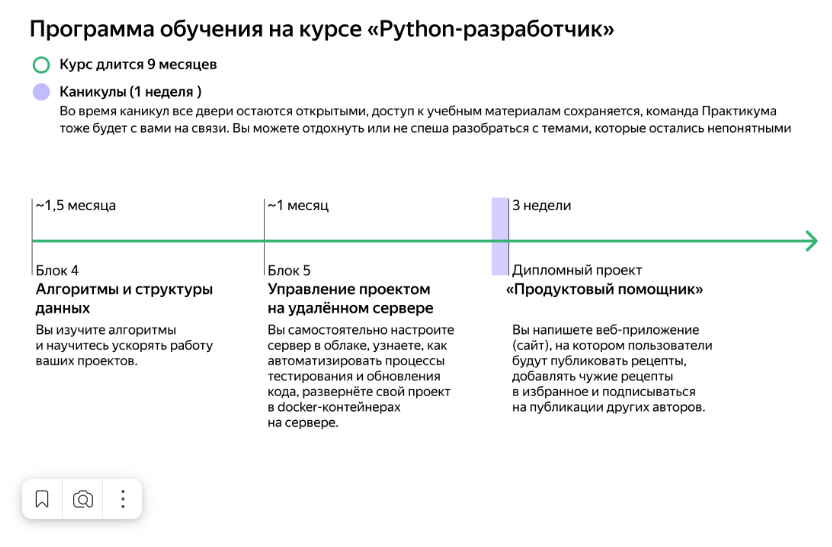 Программа обучения на курсе «Python-разработчик»
Курс длится 9 месяцев
Каникулы (1 неделя )
Во время каникул все двери остаются открытыми, доступ к учебным материалам сохраняется, команда Практикума
тоже будет с вами на связи. Вы можете отдохнуть или не спеша разобраться с темами, которые остались непонятными
~1,5 месяца
Блок 4
Алгоритмы и структуры
данных
Вы изучите алгоритмы
и научитесь ускорять работу
ваших проектов.
~1 месяц
Блок 5
Управление проектом
на удалённом сервере
Вы самостоятельно настроите
сервер в облаке, узнаете, как
автоматизировать процессы
тестирования и обновления
кода, развернёте свой проект
в docker-контейнерах
на сервере.
3 недели
Дипломный проект
«Продуктовый помощник»
Вы напишете веб-приложение
(сайт), на котором пользователи
будут публиковать рецепты,
добавлять чужие рецепты
в избранное и подписываться
на публикации других авторов.